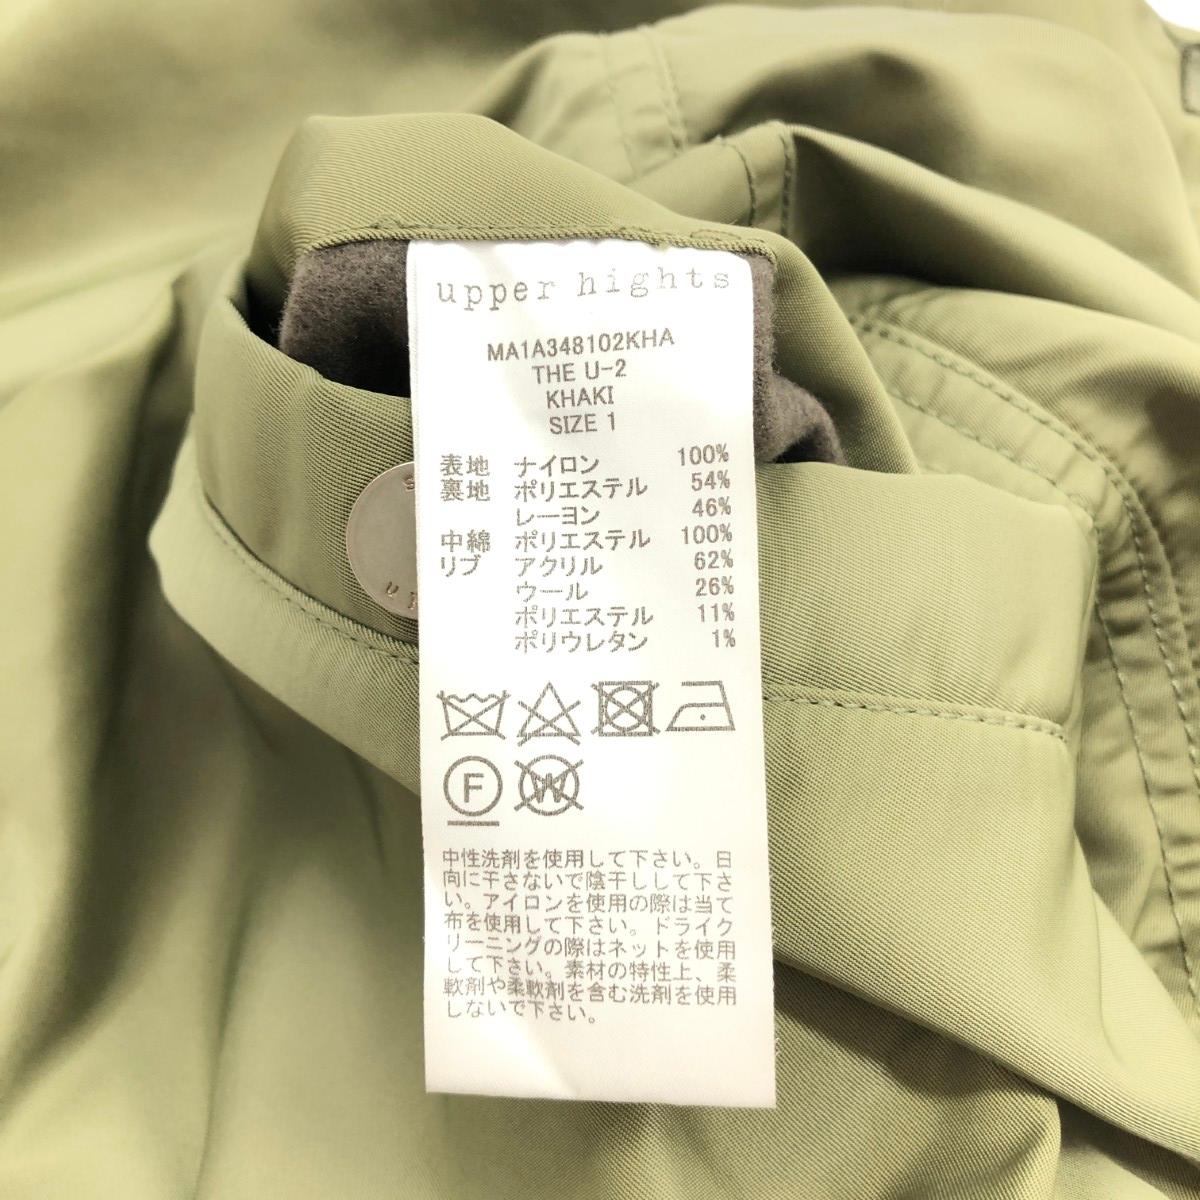 upper hights
MA1A348102KHA
THE U-2
KHAKI
SIZE 1
表地 ナイロン 100%
裏地 ポリエステル 54%
レーヨン 46%
中綿 ポリエステル 100%
リブ アクリル 62%
ウール 26%
ポリエステル 11%
ポリウレタン 1%
F W
中性洗剤を使用して下さい。日
向に干さないで陰干しして下さ
い。アイロンを使用の際は当て
布を使用して下さい。ドライク
リーニングの際はネットを使用
して下さい。素材の特性上、柔
軟剤や柔軟剤を含む洗剤を使用
しないで下さい。